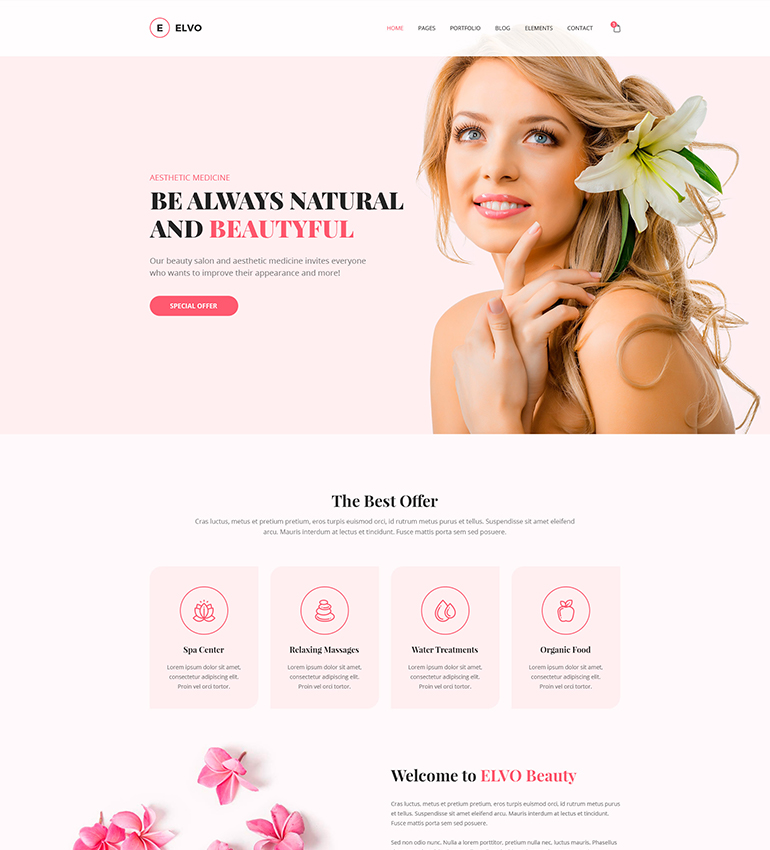 E ELVO
HOME PAGES PORTFOLIO BLOG ELEMENTS CONTACT
AESTHETIC MEDICINE
BE ALWAYS NATURAL
AND BEAUTYFUL
Our beauty salon and aesthetic medicine invites everyone
who wants to improve their appearance and more!
SPECIAL OFFER
The Best Offer
Cras luctus, metus et pretium pretium, eros turpis euismod orci, id rutrum metus purus et tellus. Suspendisse sit amet eleifend
arcu. Mauris interdum at lectus et tincidunt. Fusce mattis porta sem sed posuere.
Spa Center
Lorem ipsum dolor sit amet,
consectetur adipiscing elit.
Proin vel orci tortor.
Relaxing Massages
Lorem ipsum dolor sit amet,
consectetur adipiscing elit.
Proin vel orci tortor.
Water Treatments
Lorem ipsum dolor sit amet,
consectetur adipiscing elit.
Proin vel orci tortor.
Organic Food
Lorem ipsum dolor sit amet,
consectetur adipiscing elit.
Proin vel orci tortor.
Welcome to ELVO Beauty
Cras luctus, metus et pretium pretium, eros turpis euismod orci, id rutrum metus purus
et tellus. Suspendisse sit amet eleifend arcu. Mauris interdum at lectus et tincidunt.
Fusce mattis porta sem sed posuere.
Sed non odio nunc. Nulla a lorem porttitor, pretium nulla nec, luctus mauris. Phasellus